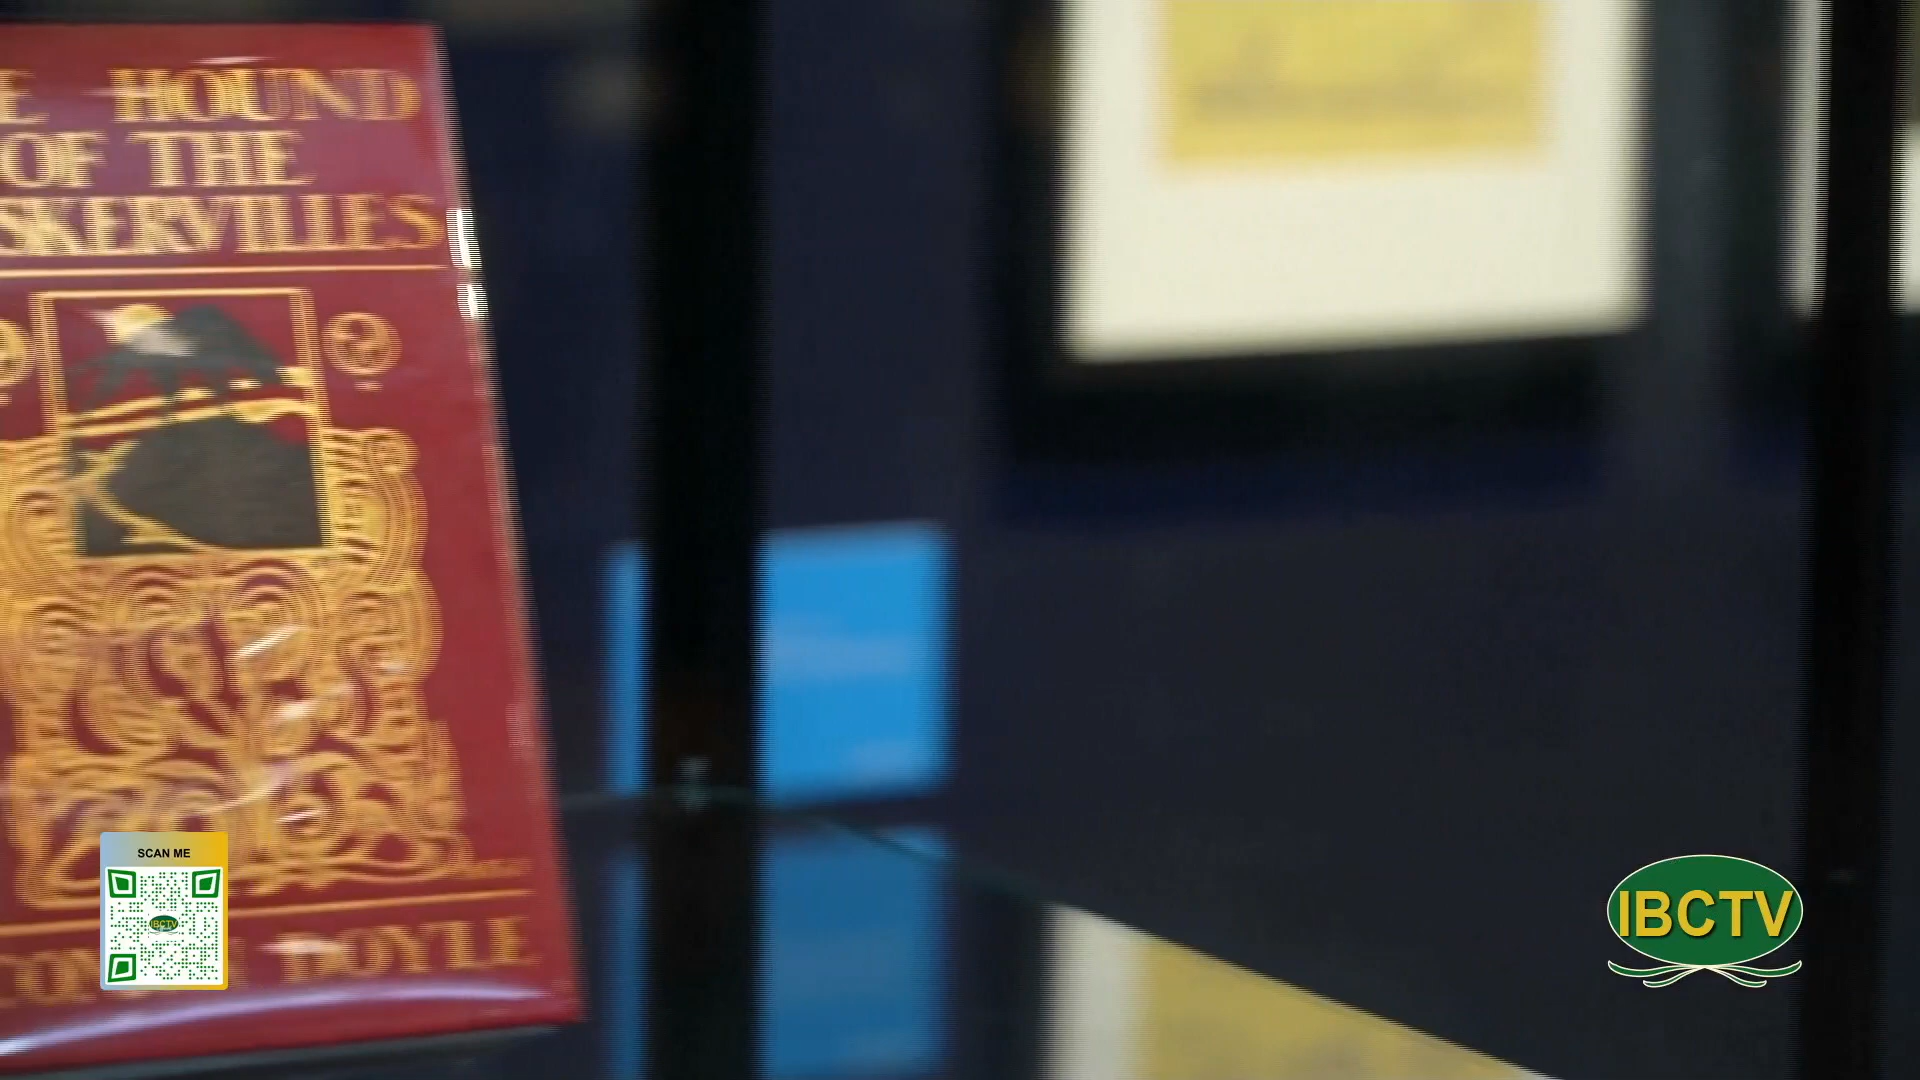 E HOUND
OF THE
SKERVILLES
DOYLE
SCAN ME
IBCTV
IBCTV